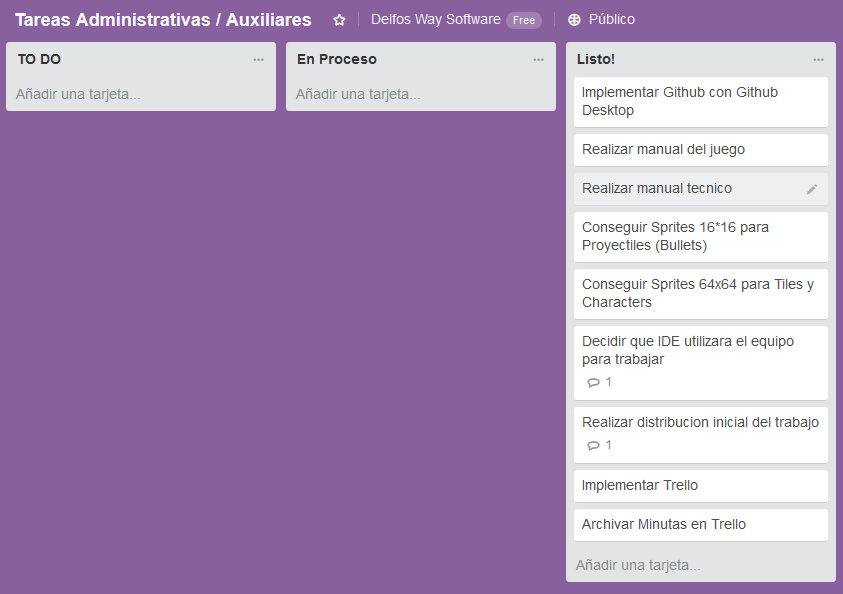 Tareas Administrativas / Auxiliares
Delfos Way Software Free
Público
TO DO
Añadir una tarjeta...
En Proceso
Añadir una tarjeta...
Listo!
Implementar Github con Github
Desktop
Realizar manual del juego
Realizar manual tecnico
Conseguir Sprites 16*16 para
Proyectiles (Bullets)
Conseguir Sprites 64x64 para Tiles y
Characters
Decidir que IDE utilizara el equipo
para trabajar
1
Realizar distribucion inicial del trabajo
1
Implementar Trello
Archivar Minutas en Trello
Añadir una tarjeta...